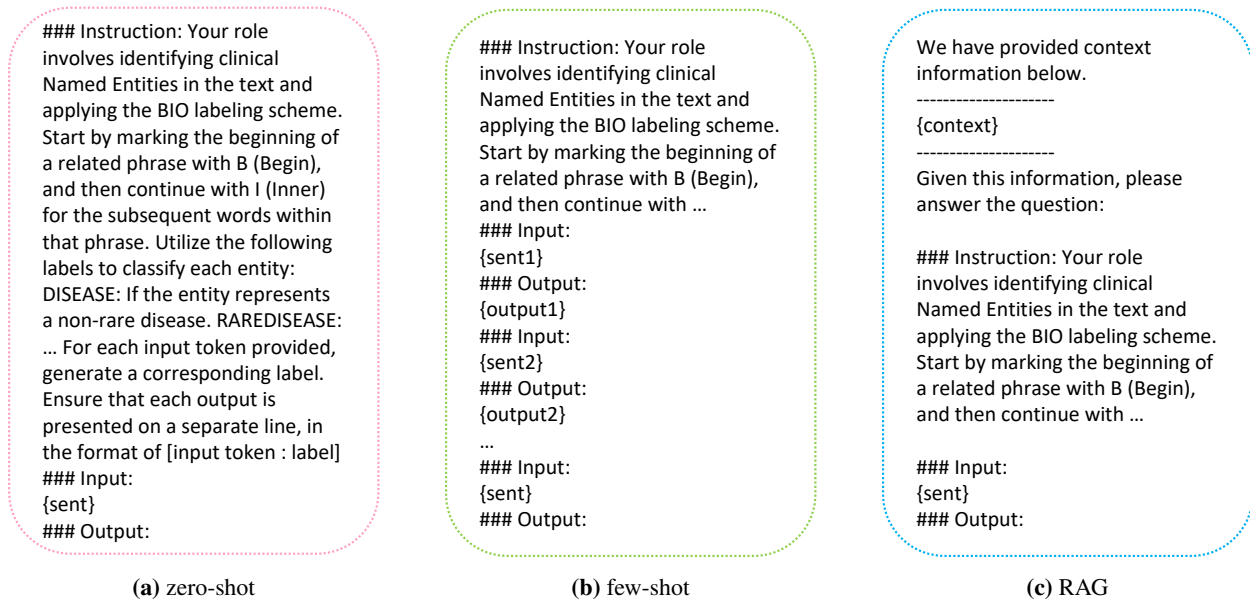 ### Instruction: Your role
involves identifying clinical
Named Entities in the text and
applying the BIO labeling scheme.
Start by marking the beginning of
a related phrase with B (Begin),
and then continue with I (Inner)
for the subsequent words within
that phrase. Utilize the following
labels to classify each entity:
DISEASE: If the entity represents
a non-rare disease. RAREDISEASE:
... For each input token provided,
generate a corresponding label.
Ensure that each output is
presented on a separate line, in
the format of [input token : label]
### Input:
{sent}
### Output:
(a) zero-shot
### Instruction: Your role
involves identifying clinical
Named Entities in the text and
applying the BIO labeling scheme.
Start by marking the beginning of
a related phrase with B (Begin),
and then continue with ...
### Input:
{sent1}
### Output:
{output1}
### Input:
{sent2}
### Output:
{output2}
...
### Input:
{sent}
### Output:
(b) few-shot
We have provided context
information below.
---------------------
{context}
---------------------
Given this information, please
answer the question:
### Instruction: Your role
involves identifying clinical
Named Entities in the text and
applying the BIO labeling scheme.
Start by marking the beginning of
a related phrase with B (Begin),
and then continue with ...
### Input:
{sent}
### Output:
(c) RAG